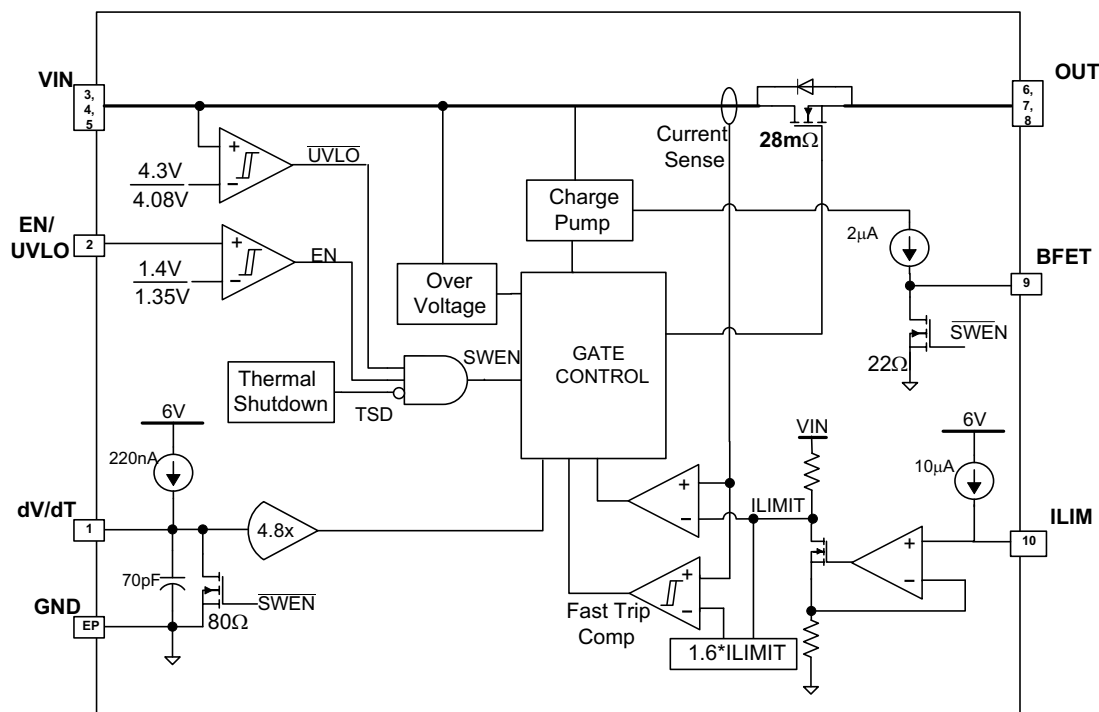 VIN
3,
4,
5
OUT
6,
7,
8
UVLO
4.3V
4.08V
Current
Sense
28mΩ
Charge
Pump
EN/
UVLO
2
1.4V
1.35V
EN
Over
Voltage
2μA
BFET
9
SWEN
22Ω
GATE
CONTROL
SWEN
Thermal
Shutdown
TSD
6V
220nA
dV/dT
1
4.8x
70pF
SWEN
80Ω
GND
EP
VIN
6V
10μA
ILIMIT
ILIM
10
Fast Trip
Comp
1.6*ILIMIT